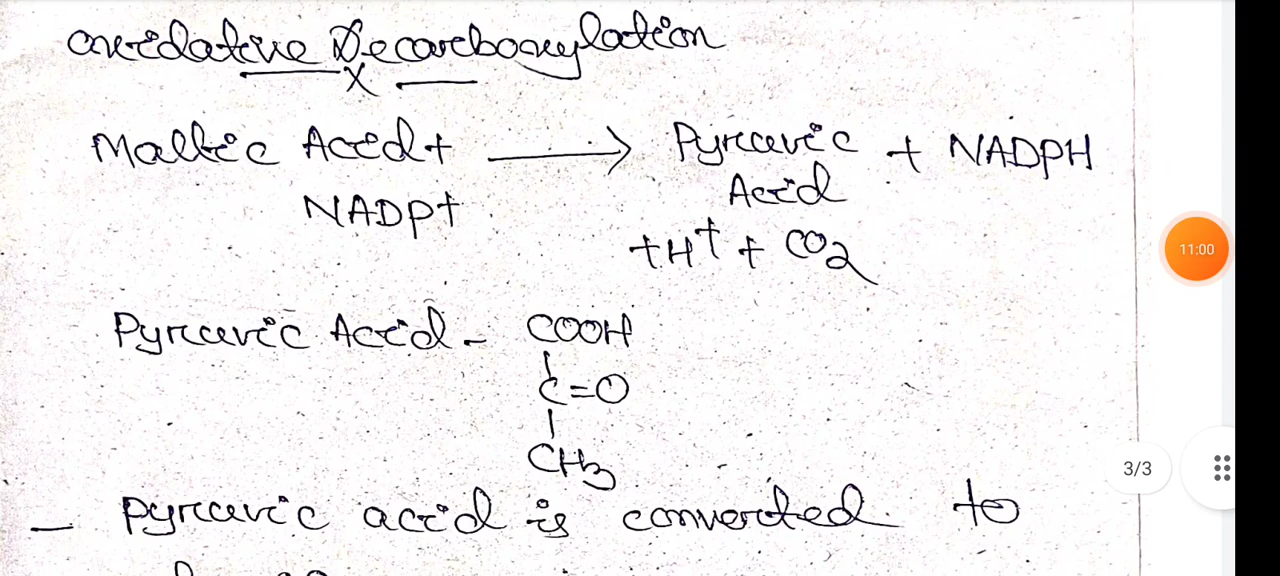 Oxidative Decarboxylation
x
Mallic Acid + → Pyruvic + NADPH
NADP+ Acid
+H+ + CO2
11:00
Pyruvic Acid - COOH
C=O
CH3
3/3
— Pyruvic acid is converted to